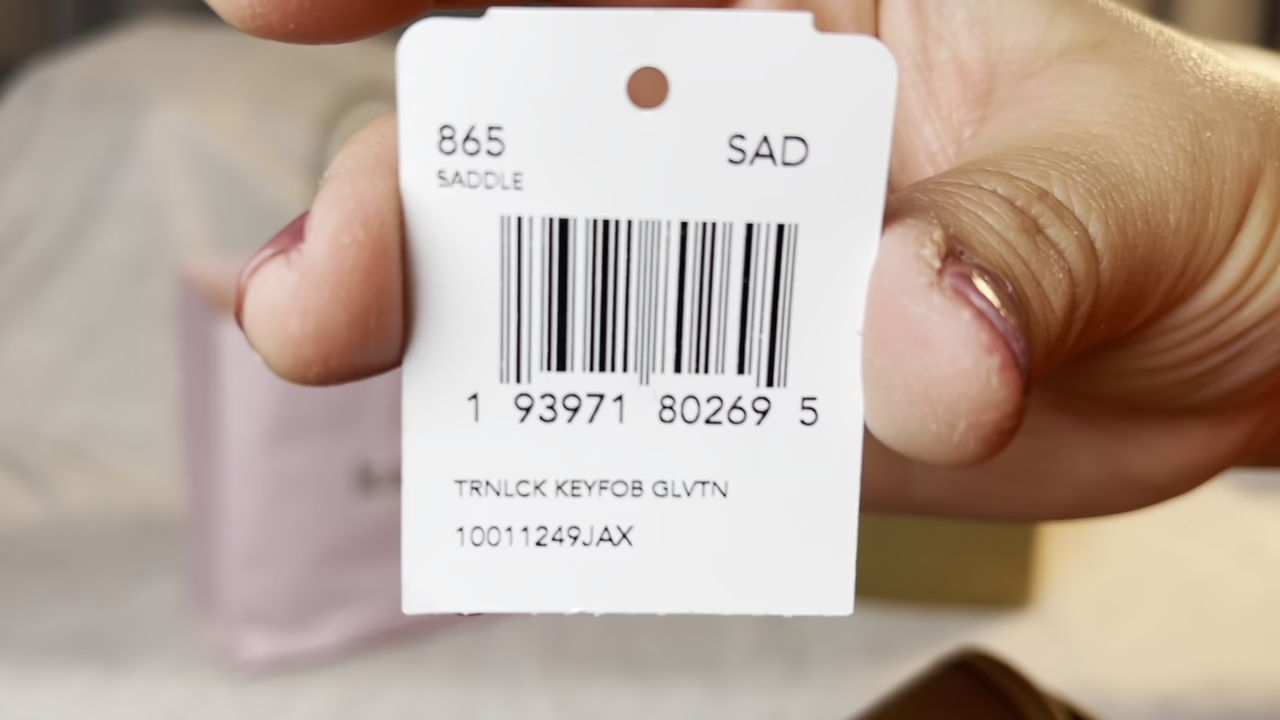 865 SAD
SADDLE
1 93971 80269 5
TRNLCK KEYFOB GLVTN
10011249JAX